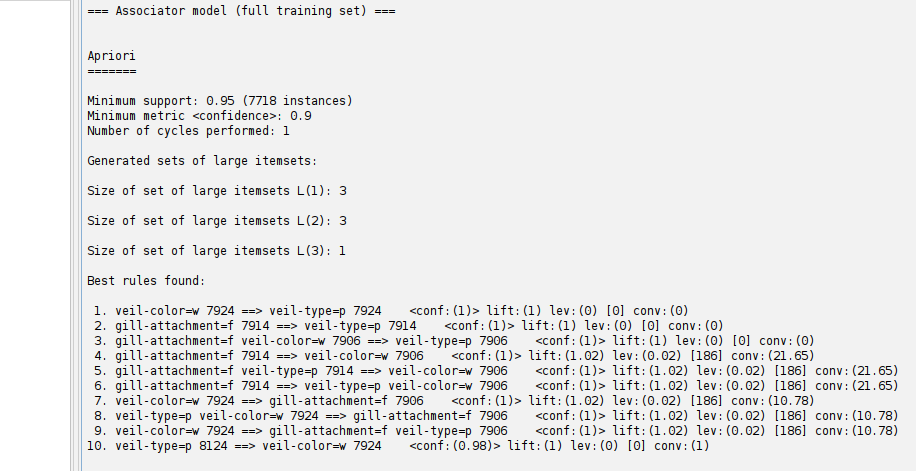 === Associator model (full training set) ===
Apriori
=======
Minimum support: 0.95 (7718 instances)
Minimum metric <confidence>: 0.9
Number of cycles performed: 1
Generated sets of large itemsets:
Size of set of large itemsets L(1): 3
Size of set of large itemsets L(2): 3
Size of set of large itemsets L(3): 1
Best rules found:
1. veil-color=w 7924 ==> veil-type=p 7924    <conf:(1)> lift:(1) lev:(0) [0] conv:(0)
2. gill-attachment=f 7914 ==> veil-type=p 7914    <conf:(1)> lift:(1) lev:(0) [0] conv:(0)
3. gill-attachment=f veil-color=w 7906 ==> veil-type=p 7906    <conf:(1)> lift:(1) lev:(0) [0] conv:(0)
4. gill-attachment=f 7914 ==> veil-color=w 7906    <conf:(1)> lift:(1.02) lev:(0.02) [186] conv:(21.65)
5. gill-attachment=f veil-type=p 7914 ==> veil-color=w 7906    <conf:(1)> lift:(1.02) lev:(0.02) [186] conv:(21.65)
6. gill-attachment=f 7914 ==> veil-type=p veil-color=w 7906    <conf:(1)> lift:(1.02) lev:(0.02) [186] conv:(21.65)
7. veil-color=w 7924 ==> gill-attachment=f 7906    <conf:(1)> lift:(1.02) lev:(0.02) [186] conv:(10.78)
8. veil-type=p veil-color=w 7924 ==> gill-attachment=f 7906    <conf:(1)> lift:(1.02) lev:(0.02) [186] conv:(10.78)
9. veil-color=w 7924 ==> gill-attachment=f veil-type=p 7906    <conf:(1)> lift:(1.02) lev:(0.02) [186] conv:(10.78)
10. veil-type=p 8124 ==> veil-color=w 7924    <conf:(0.98)> lift:(1) lev:(0) [0] conv:(1)